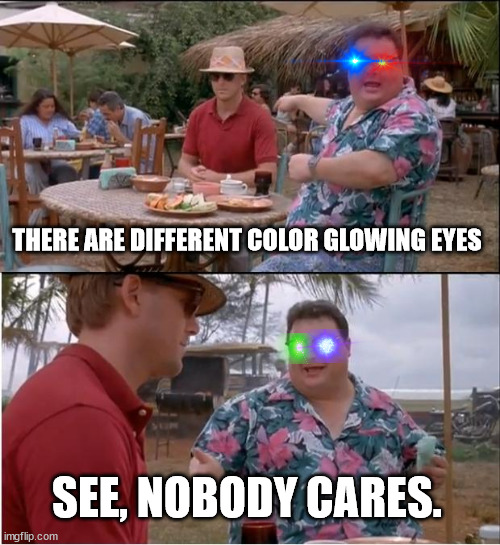 THERE ARE DIFFERENT COLOR GLOWING EYES
SEE, NOBODY CARES.
imgflip.com